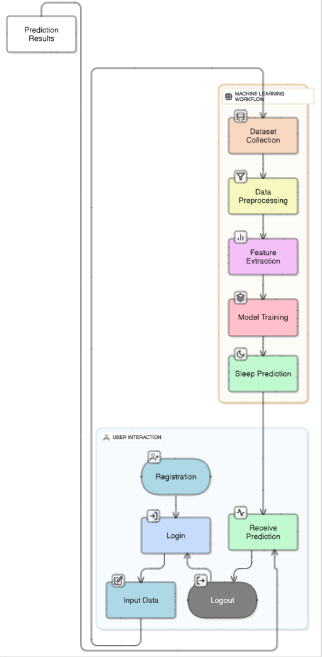 Prediction
Results
MACHINE LEARNING
WORKFLOW
Dataset
Collection
Data
Preprocessing
Feature
Extraction
Model Training
Sleep Prediction
USER INTERACTION
Registration
Login
Receive
Prediction
Input Data
Logout